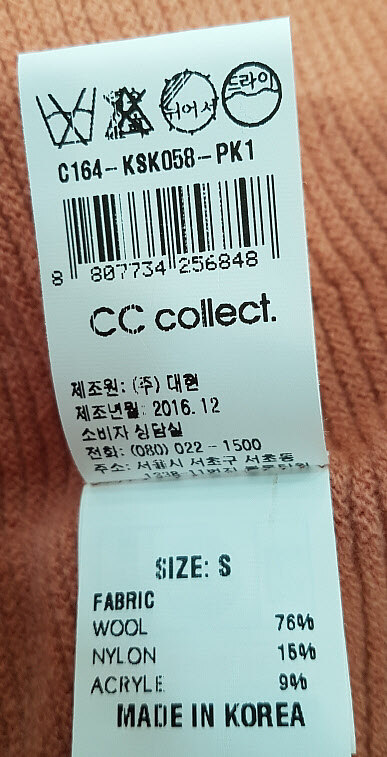 뉘어서 드라이
C164-KSK058-PK1
8 807734 256848
CC collect.
제조원: (주) 대현
제조년월: 2016. 12
소비자 상담실
전화: (080) 022-1500
주소: 서울시 서초구 서초동
SIZE: S
FABRIC
WOOL 76%
NYLON 15%
ACRYLE 9%
MADE IN KOREA